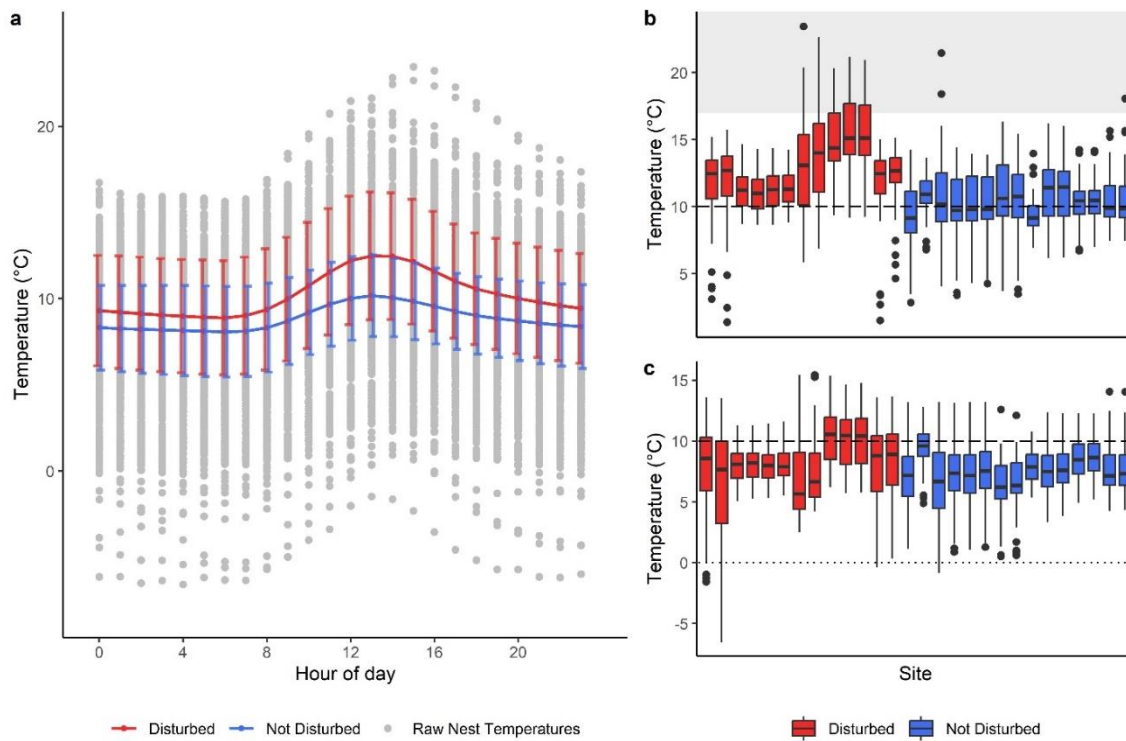 a
Temperature (°C)
20
10
0
0 4 8 12 16 20
Hour of day
Disturbed Not Disturbed Raw Nest Temperatures
b
Temperature (°C)
20
15
10
5
c
Temperature (°C)
15
10
5
0
-5
Site
Disturbed Not Disturbed